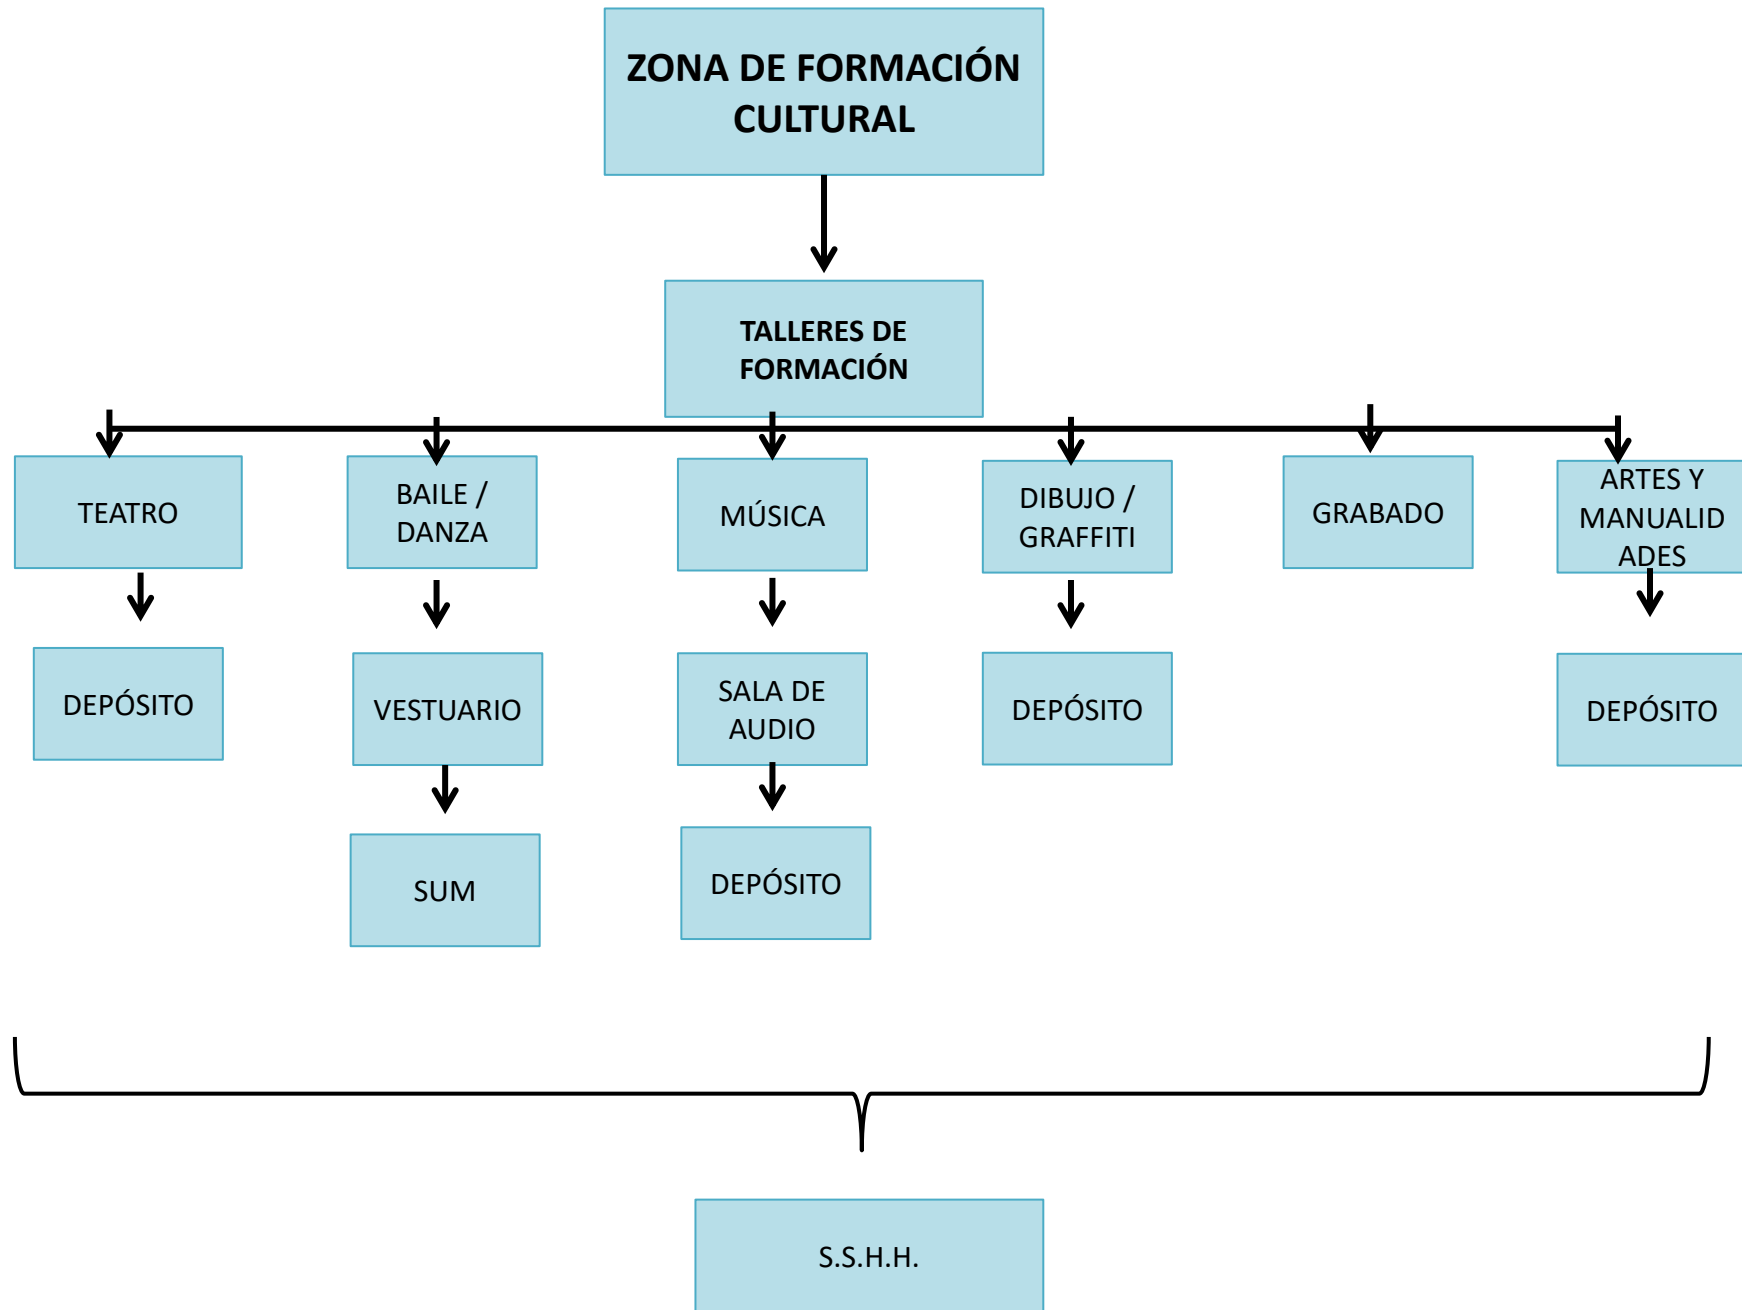 ZONA DE FORMACIÓN
CULTURAL
TALLERES DE
FORMACIÓN
TEATRO
BAILE /
DANZA
MÚSICA
DIBUJO /
GRAFFITI
GRABADO
ARTES Y
MANUALID
ADES
DEPÓSITO
VESTUARIO
SALA DE
AUDIO
DEPÓSITO
DEPÓSITO
SUM
DEPÓSITO
S.S.H.H.